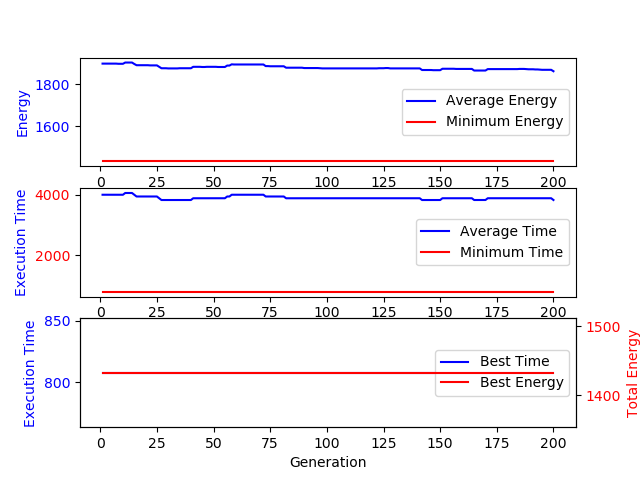 1800
1600
Energy
Average Energy
Minimum Energy
0 25 50 75 100 125 150 175 200
4000
2000
Execution Time
Average Time
Minimum Time
0 25 50 75 100 125 150 175 200
850
800
Execution Time
Best Time
Best Energy
1500
1400
Total Energy
0 25 50 75 100 125 150 175 200
Generation